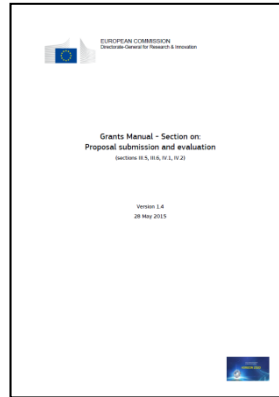 EUROPEAN COMMISSION
Directorate-General for Research & Innovation
Grants Manual - Section on:
Proposal submission and evaluation
(sections III.5, III.6, IV.1, IV.2)
Version 1.4
28 May 2015